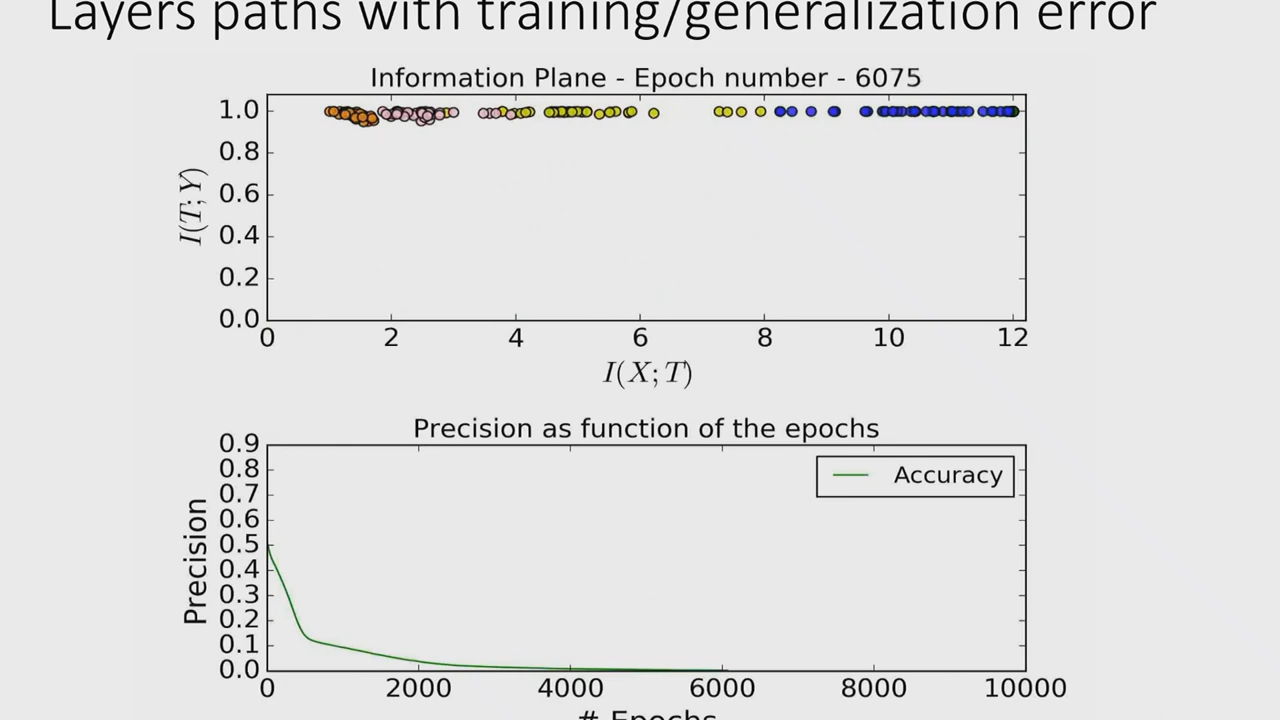 Layers paths with training/generalization error
Information Plane - Epoch number - 6075
1.0
0.8
0.6
0.4
0.2
0.0
I(T;Y)
0 2 4 6 8 10 12
I(X;T)
Precision as function of the epochs
0.9
0.8
0.7
0.6
0.5
0.4
0.3
0.2
0.1
0.0
Precision
Accuracy
0 2000 4000 6000 8000 10000
# Epochs